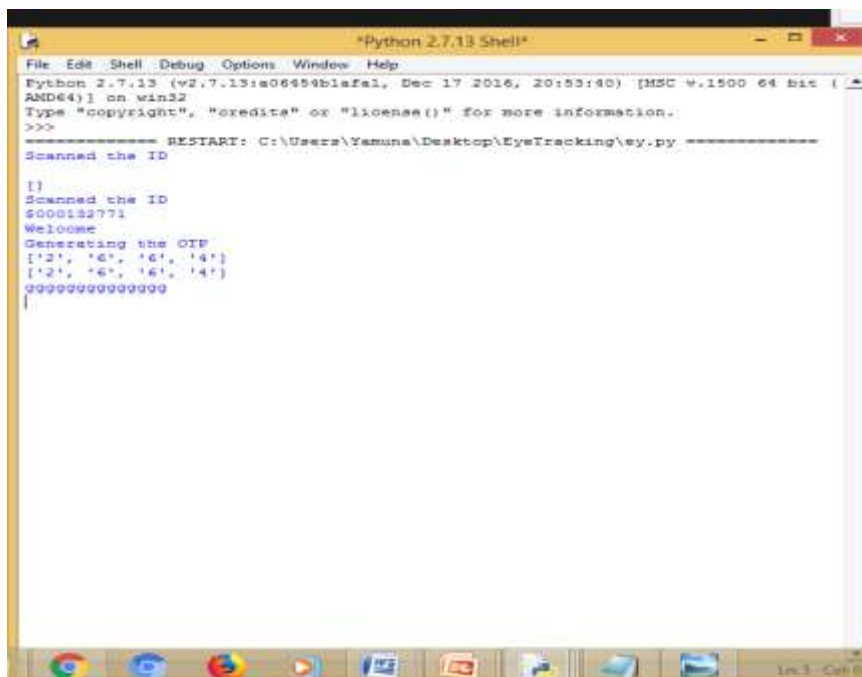 *Python 2.7.13 Shell*
File Edit Shell Debug Options Window Help
Python 2.7.13 (v2.7.13:a06454b1afa1, Dec 17 2016, 20:53:40) [MSC v.1500 64 bit (
AMD64)] on win32
Type "copyright", "credits" or "license()" for more information.
>>>
============= RESTART: C:\Users\Yamuna\Desktop\EyeTracking\ey.py =============
Scanned the ID
[]
Scanned the ID
Welcome
Generating the OTP
['2', '6', '6', '4']
['2', '6', '6', '4']
gggggggggggggg